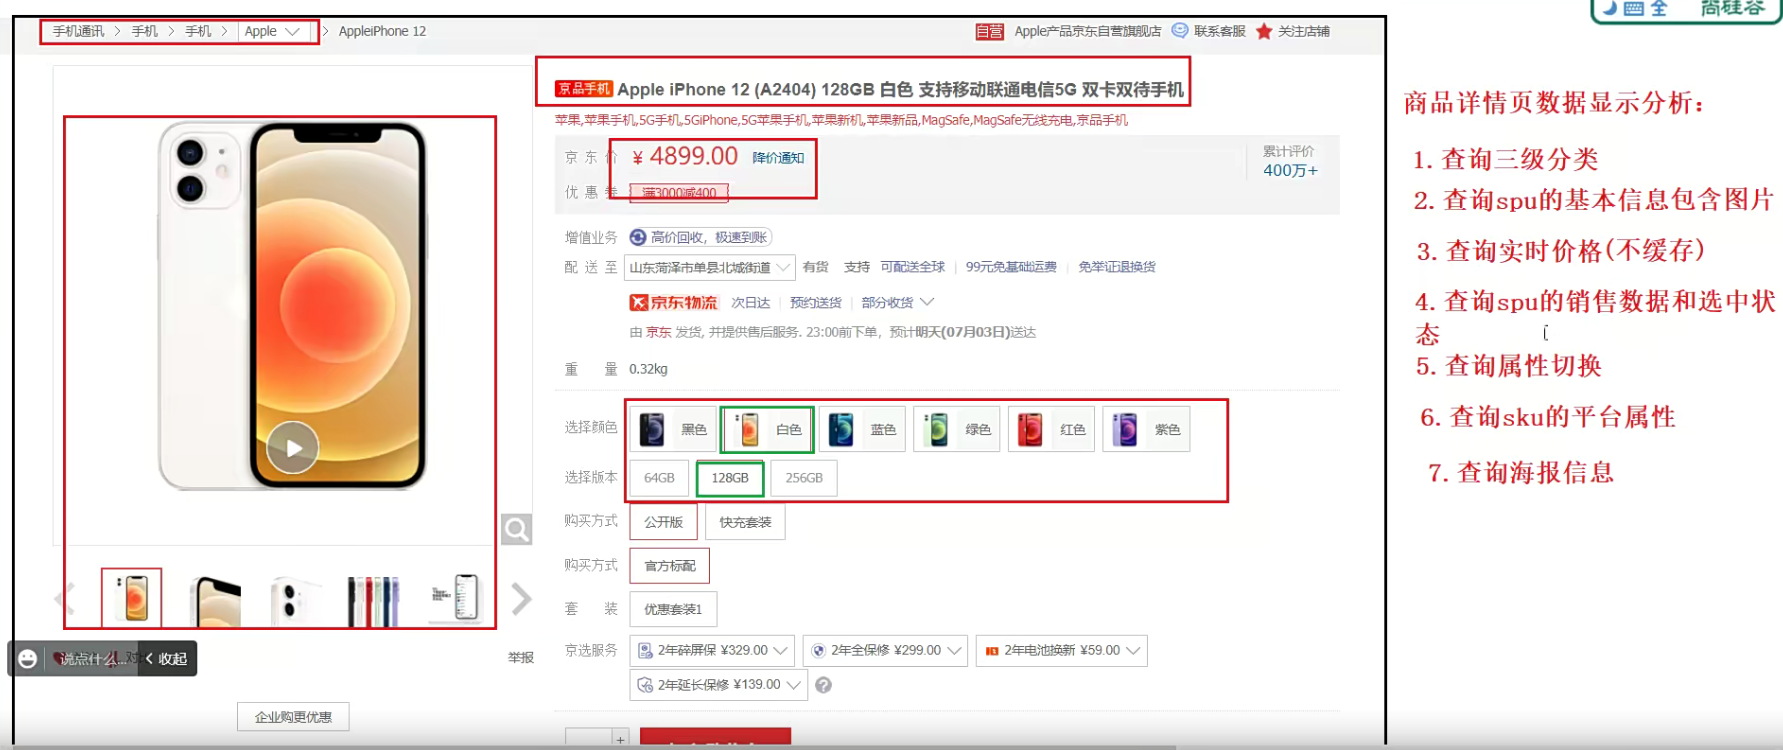 全 尚硅谷
手机通讯 > 手机 > 手机 > Apple > AppleiPhone 12
自营 Apple产品京东自营旗舰店 联系客服 关注店铺
京品手机 Apple iPhone 12 (A2404) 128GB 白色 支持移动联通电信5G 双卡双待手机
苹果,苹果手机,5G手机,5GiPhone,5G苹果手机,苹果新机,苹果新品,MagSafe,MagSafe无线充电,京品手机
京东价 ¥ 4899.00 降价通知
累计评价
400万+
优惠券 满3000减400
增值业务 高价回收，极速到账
配送至 山东菏泽市单县北城街道 有货 支持 可配送全球 99元免基础运费 免举证退换货
京东物流 次日达 预约送货 部分收货
由 京东 发货, 并提供售后服务. 23:00前下单，预计明天(07月03日)送达
重量 0.32kg
选择颜色 黑色 白色 蓝色 绿色 红色 紫色
选择版本 64GB 128GB 256GB
购买方式 公开版 快充套装
购买方式 官方标配
套装 优惠套装1
京选服务 2年碎屏保 ¥329.00 2年全保修 ¥299.00 2年电池换新 ¥59.00
2年延长保修 ¥139.00 ?
+
说点什么... 收起
举报
企业购更优惠
商品详情页数据显示分析：
1.查询三级分类
2.查询spu的基本信息包含图片
3.查询实时价格(不缓存)
4.查询spu的销售数据和选中状
态
5.查询属性切换
6.查询sku的平台属性
7.查询海报信息